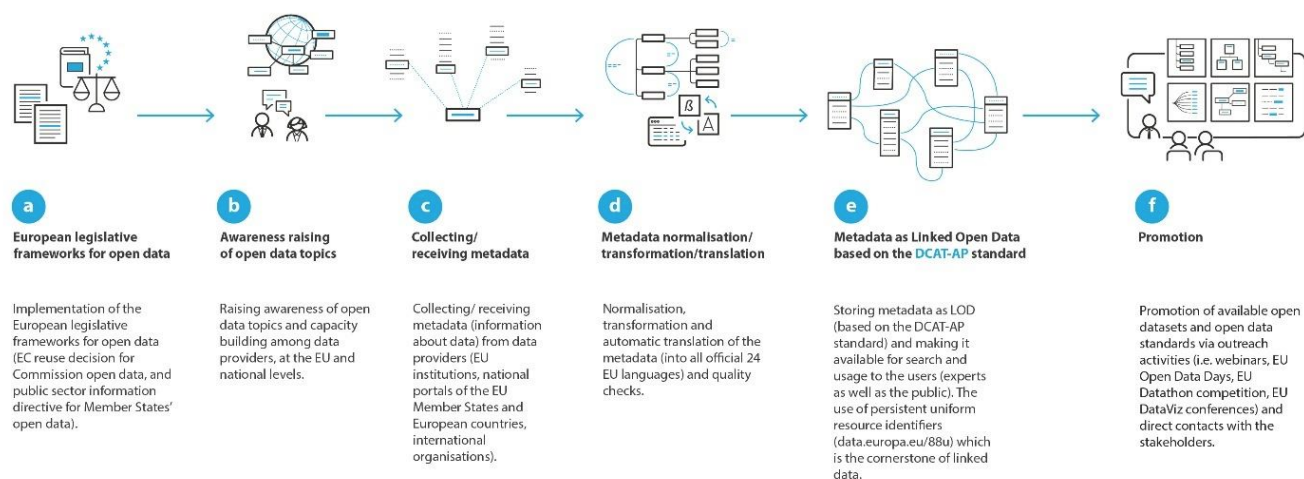 a
European legislative
frameworks for open data
Implementation of the
European legislative
frameworks for open data
(EC reuse decision for
Commission open data, and
public sector information
directive for Member States'
open data).
b
Awareness raising
of open data topics
Raising awareness of open
data topics and capacity
building among data
providers, at the EU and
national levels.
c
Collecting/
receiving metadata
Collecting/ receiving
metadata (information
about data) from data
providers (EU
institutions, national
portals of the EU
Member States and
European countries,
international
organisations).
ß
A
d
Metadata normalisation/
transformation/translation
Normalisation,
transformation and
automatic translation of the
metadata (into all official 24
EU languages) and quality
checks.
e
Metadata as Linked Open Data
based on the DCAT-AP standard
Storing metadata as LOD
(based on the DCAT-AP
standard) and making it
available for search and
usage to the users (experts
as well as the public). The
use of persistent uniform
resource identifiers
(data.europa.eu/88u) which
is the cornerstone of linked
data.
f
Promotion
Promotion of available open
datasets and open data
standards via outreach
activities (i.e. webinars, EU
Open Data Days, EU
Datathon competition, EU
DataViz conferences) and
direct contacts with the
stakeholders.